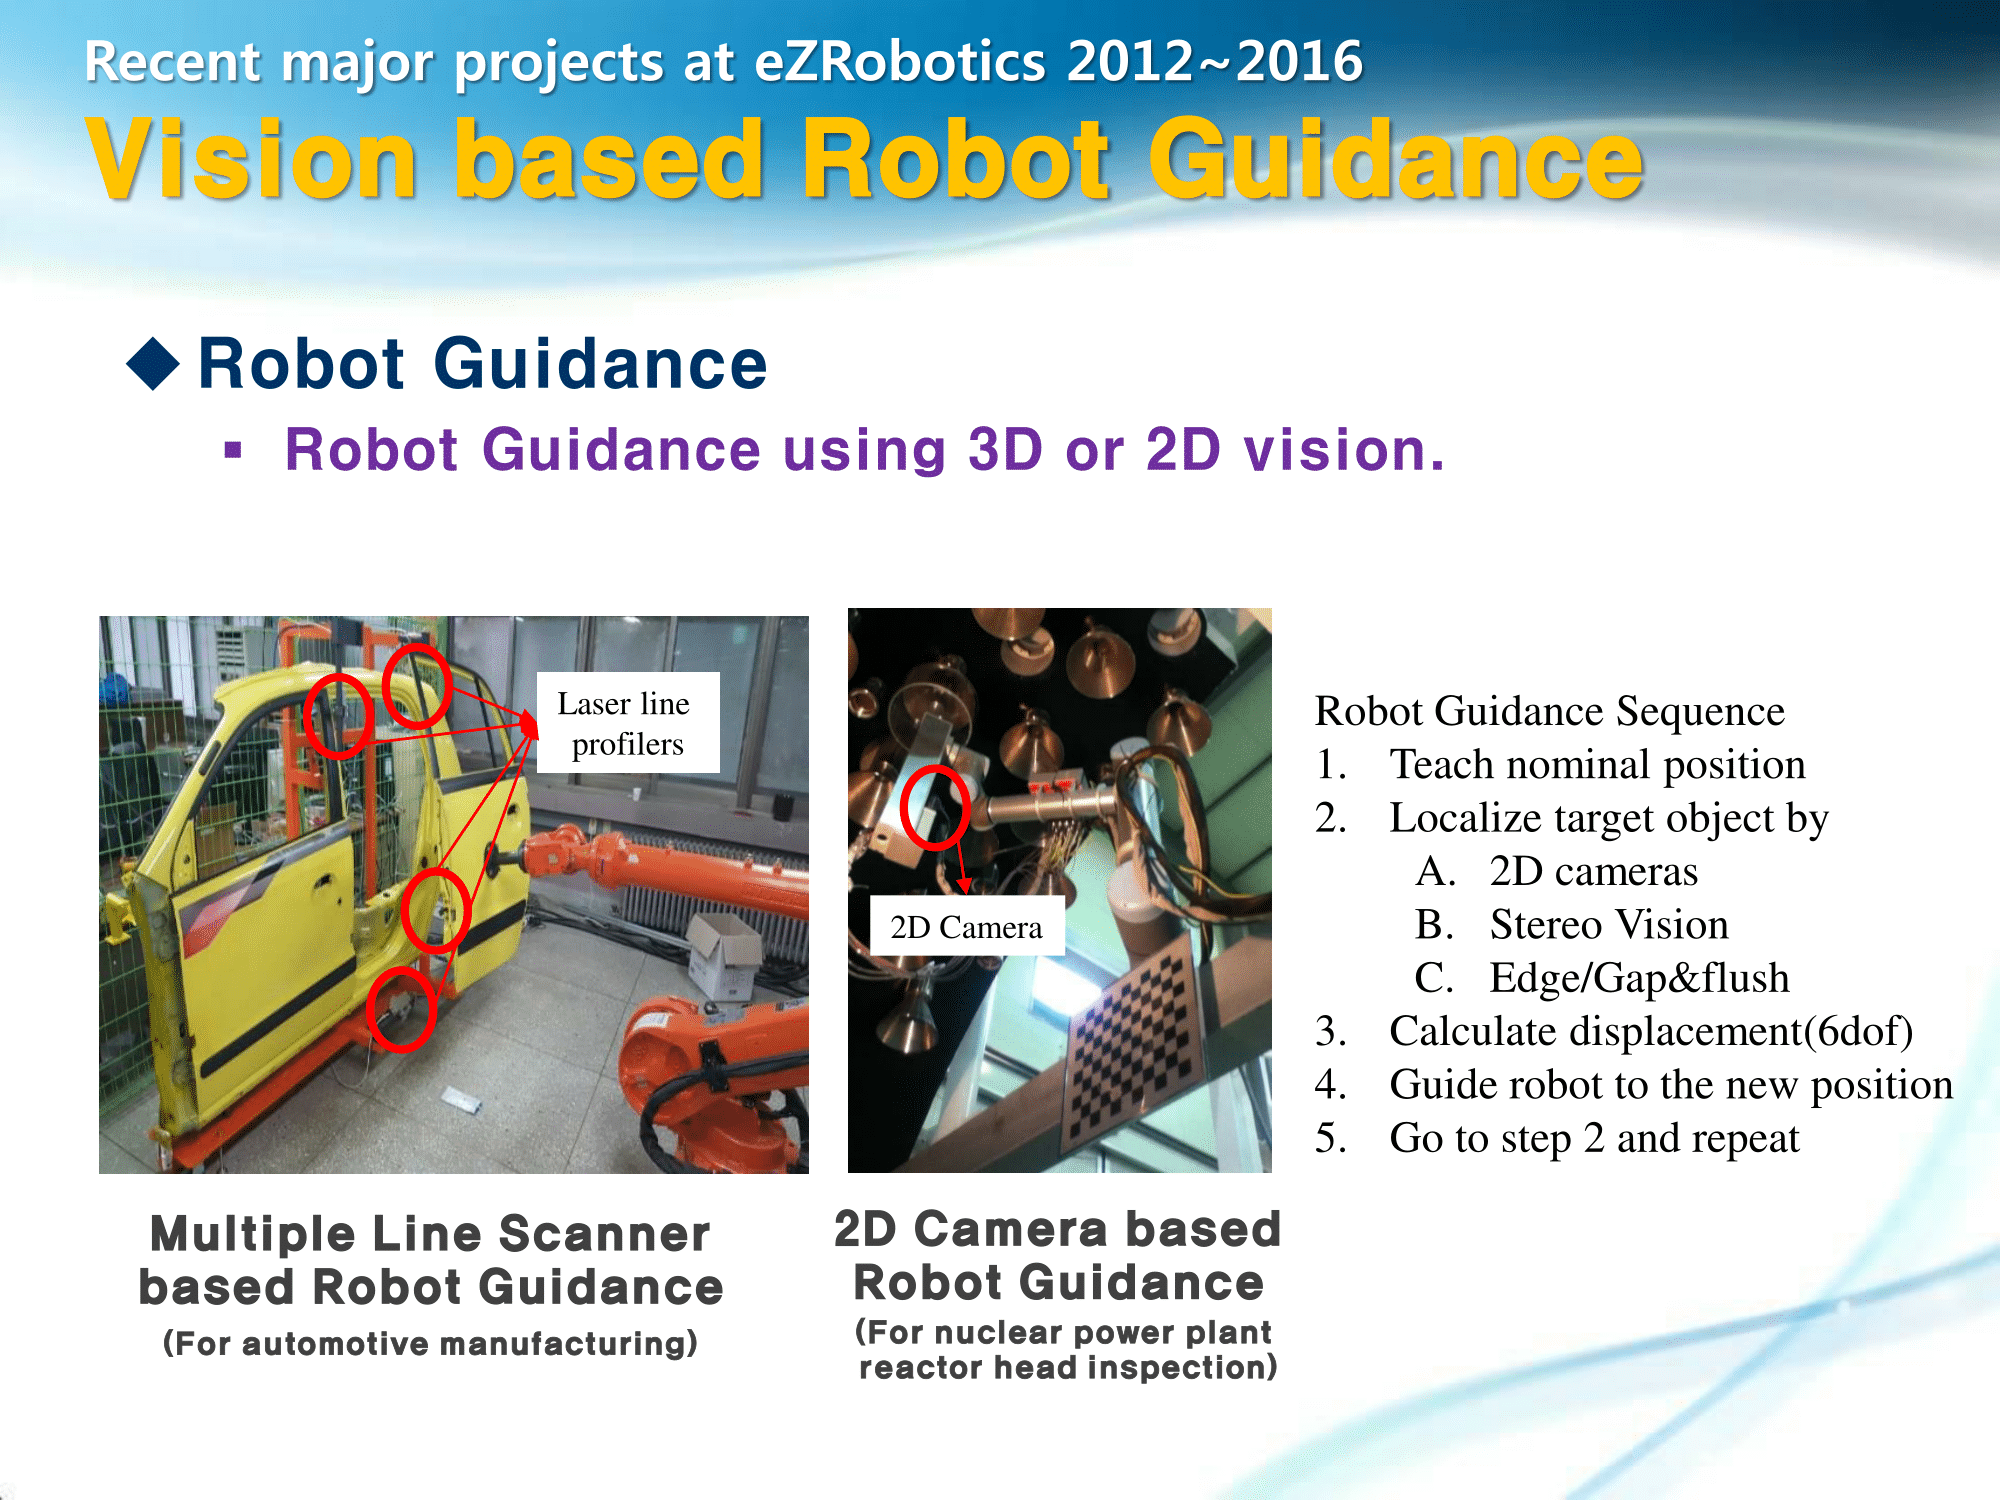 Recent major projects at eZRobotics 2012~2016
Vision based Robot Guidance
◆ Robot Guidance
▪ Robot Guidance using 3D or 2D vision.
Laser line
profilers
2D Camera
Robot Guidance Sequence
1. Teach nominal position
2. Localize target object by
A. 2D cameras
B. Stereo Vision
C. Edge/Gap&flush
3. Calculate displacement(6dof)
4. Guide robot to the new position
5. Go to step 2 and repeat
Multiple Line Scanner
based Robot Guidance
(For automotive manufacturing)
2D Camera based
Robot Guidance
(For nuclear power plant
reactor head inspection)